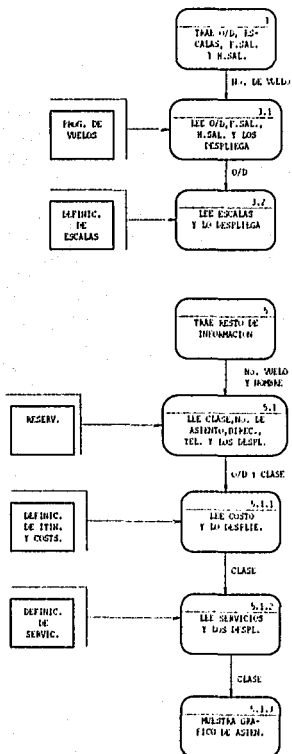 TRAE O/D, ES-
CALAS, F.SAL.
Y H.SAL.
No. DE VUELO
PROG. DE
VUELOS
3.1
LEE O/D,F.SAL.,
H.SAL. Y LOS
DESPLIEGA
O/D
DEFINIC.
DE
ESCALAS
3.2
LEE ESCALAS
Y LO DESPLIEGA
5
TRAE RESTO DE
INFORMACION
No. VUELO
Y NOMBRE
RESERV.
5.1
LEE CLASE,No. DE
ASIENTO,DIREC.,
TEL. Y LOS DESPL.
O/D Y CLASE
DEFINIC.
DE ITIN.
Y COSTS.
5.1.1
LEE COSTO
Y LO DESPLIE.
CLASE
DEFINIC.
DE
SERVIC.
5.1.2
LEE SERVICIOS
Y LOS DESPL.
CLASE
5.1.3
MUESTRA GRA-
FICO DE ASIEN.